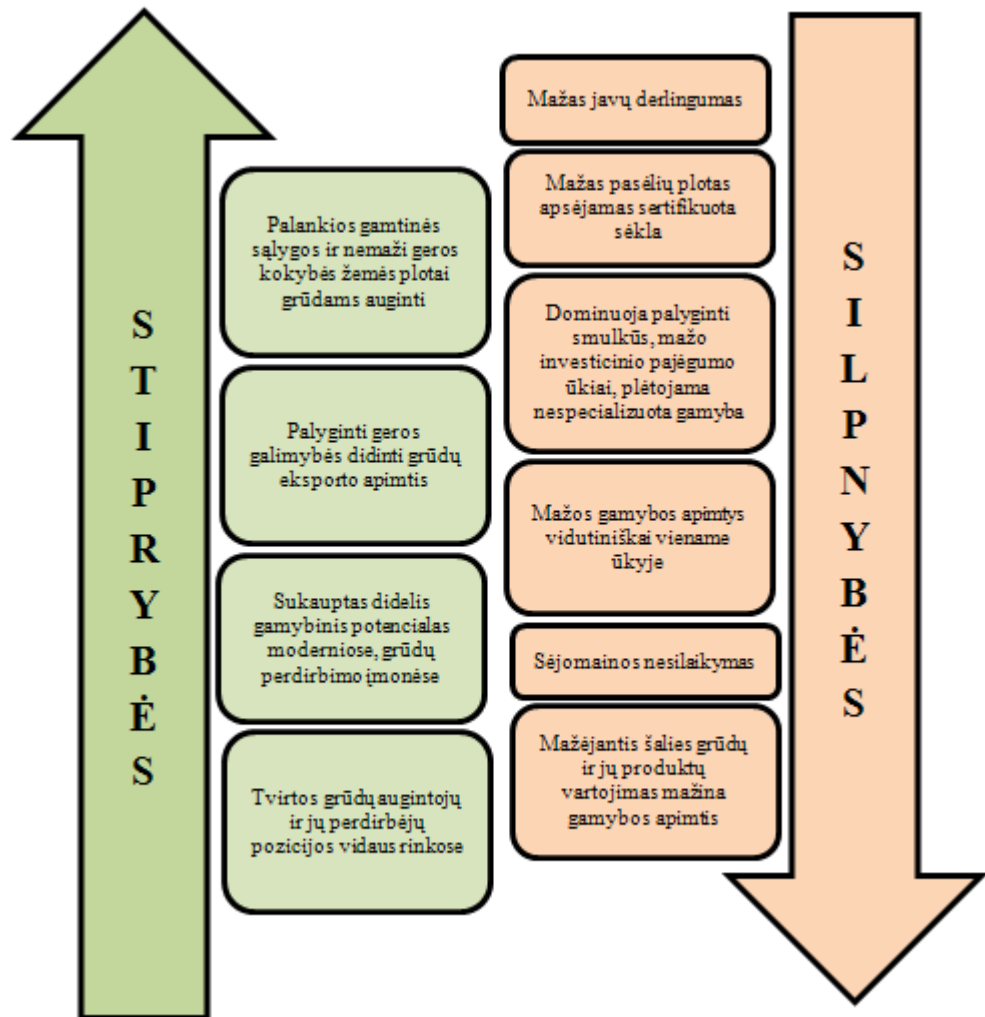 STIPRYBĖS
Palankios gamtinės
sąlygos ir nemaži geros
kokybės žemės plotai
grūdams auginti
Palyginti geros
galimybės didinti grūdų
eksporto apimtis
Sukauptas didelis
gamybinis potencialas
moderniose, grūdų
perdirbimo įmonėse
Tvirtos grūdų augintojų
ir jų perdirbėjų
pozicijos vidaus rinkose
Mažas javų derlingumas
Mažas pasėlių plotas
apsėjamas sertifikuota
sėkla
Dominuoja palyginti
smulkūs, mažo
investicinio pajėgumo
ūkiai, plėtojama
nespecializuota gamyba
Mažos gamybos apimtys
vidutiniškai viename
ūkyje
Sėjomainos nesilaikymas
Mažėjantis šalies grūdų
ir jų produktų
vartojimas mažina
gamybos apimtis
SILPNYBĖS